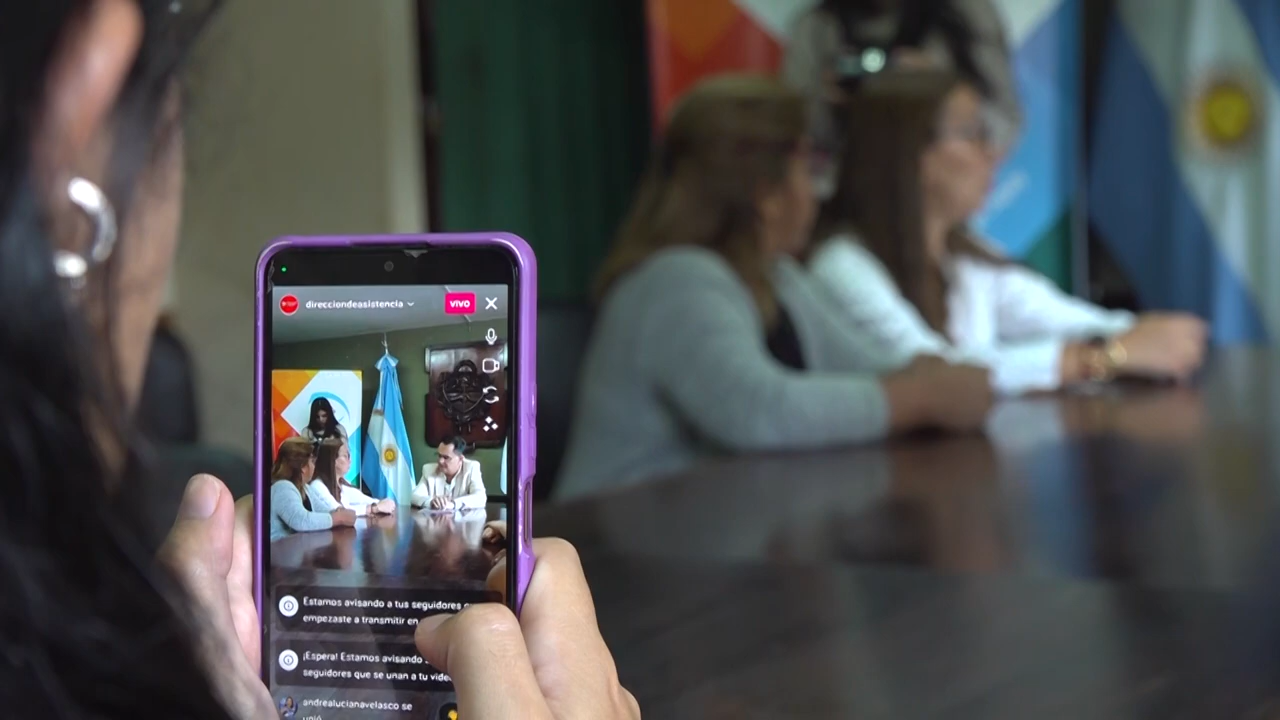 direcciondeasistencia
VIVO
Estamos avisando a tus seguidores
empezaste a transmitir en
¡Espera! Estamos avisando
seguidores que se unan a tu vide
andrealucianavelasco se
unió